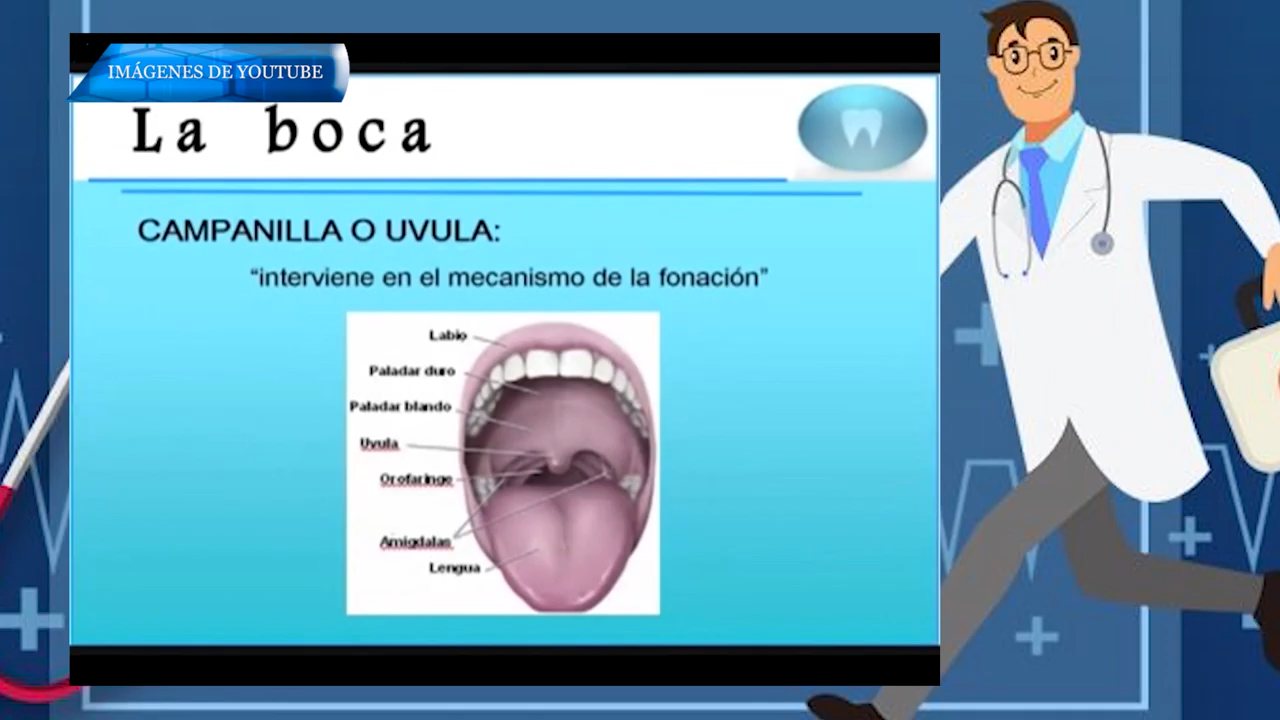 IMÁGENES DE YOUTUBE
La boca
CAMPANILLA O UVULA:
“interviene en el mecanismo de la fonación”
Labio
Paladar duro
Paladar blando
Uvula
Orofaringe
Amigdalas
Lengua